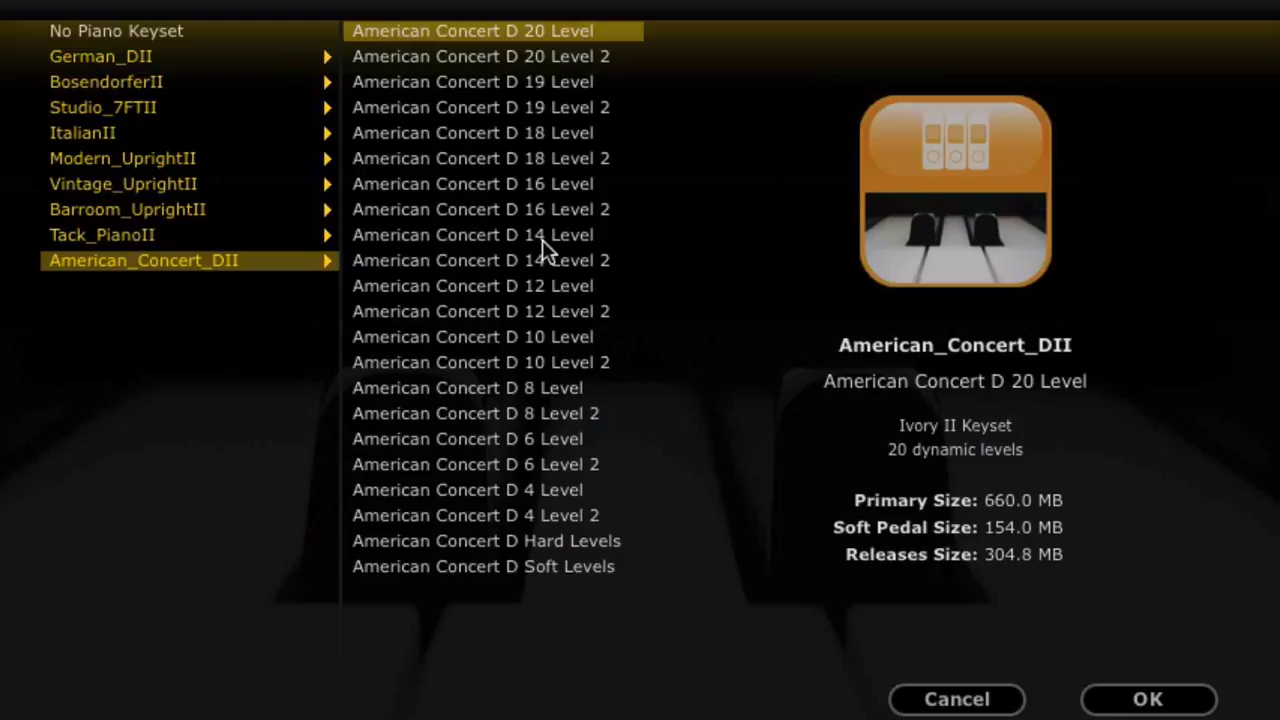 No Piano Keyset
German_DII
BosendorferII
Studio_7FTII
ItalianII
Modern_UprightII
Vintage_UprightII
Barroom_UprightII
Tack_PianoII
American_Concert_DII
American Concert D 20 Level
American Concert D 20 Level 2
American Concert D 19 Level
American Concert D 19 Level 2
American Concert D 18 Level
American Concert D 18 Level 2
American Concert D 16 Level
American Concert D 16 Level 2
American Concert D 14 Level
American Concert D 14 Level 2
American Concert D 12 Level
American Concert D 12 Level 2
American Concert D 10 Level
American Concert D 10 Level 2
American Concert D 8 Level
American Concert D 8 Level 2
American Concert D 6 Level
American Concert D 6 Level 2
American Concert D 4 Level
American Concert D 4 Level 2
American Concert D Hard Levels
American Concert D Soft Levels
American_Concert_DII
American Concert D 20 Level
Ivory II Keyset
20 dynamic levels
Primary Size: 660.0 MB
Soft Pedal Size: 154.0 MB
Releases Size: 304.8 MB
Cancel
OK